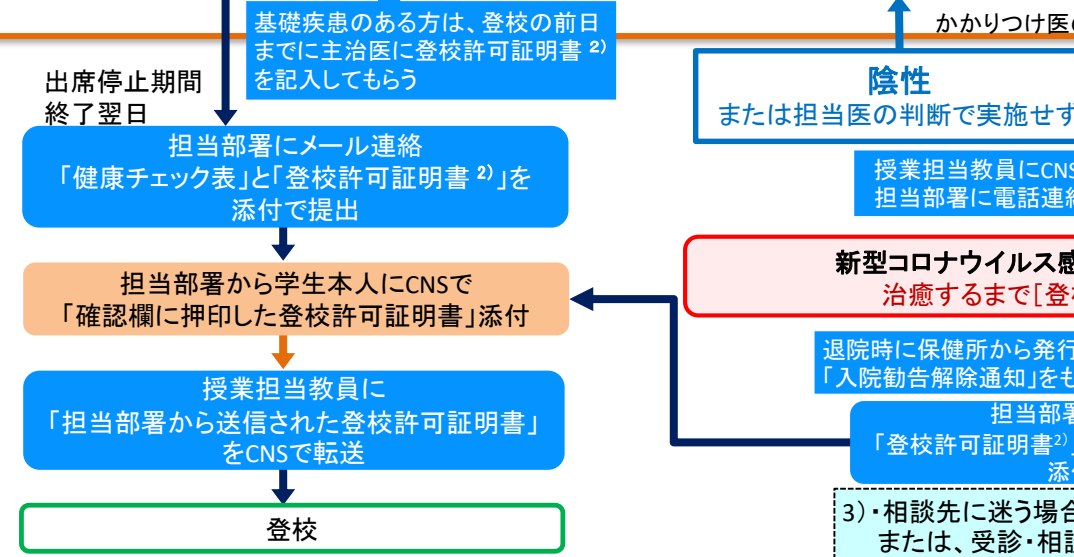 基礎疾患のある方は、登校の前日
までに主治医に登校許可証明書 2)
を記入してもらう
出席停止期間
終了翌日
担当部署にメール連絡
「健康チェック表」と「登校許可証明書 2)」を
添付で提出
担当部署から学生本人にCNSで
「確認欄に押印した登校許可証明書」添付
授業担当教員に
「担当部署から送信された登校許可証明書」
をCNSで転送
登校
かかりつけ医の
陰性
または担当医の判断で実施せず
授業担当教員にCNS
担当部署に電話連絡
新型コロナウイルス感
治癒するまで[登校
退院時に保健所から発行
「入院勧告解除通知」をも
担当部署
「登校許可証明書2)」
添付
3)・相談先に迷う場合
または、受診・相談